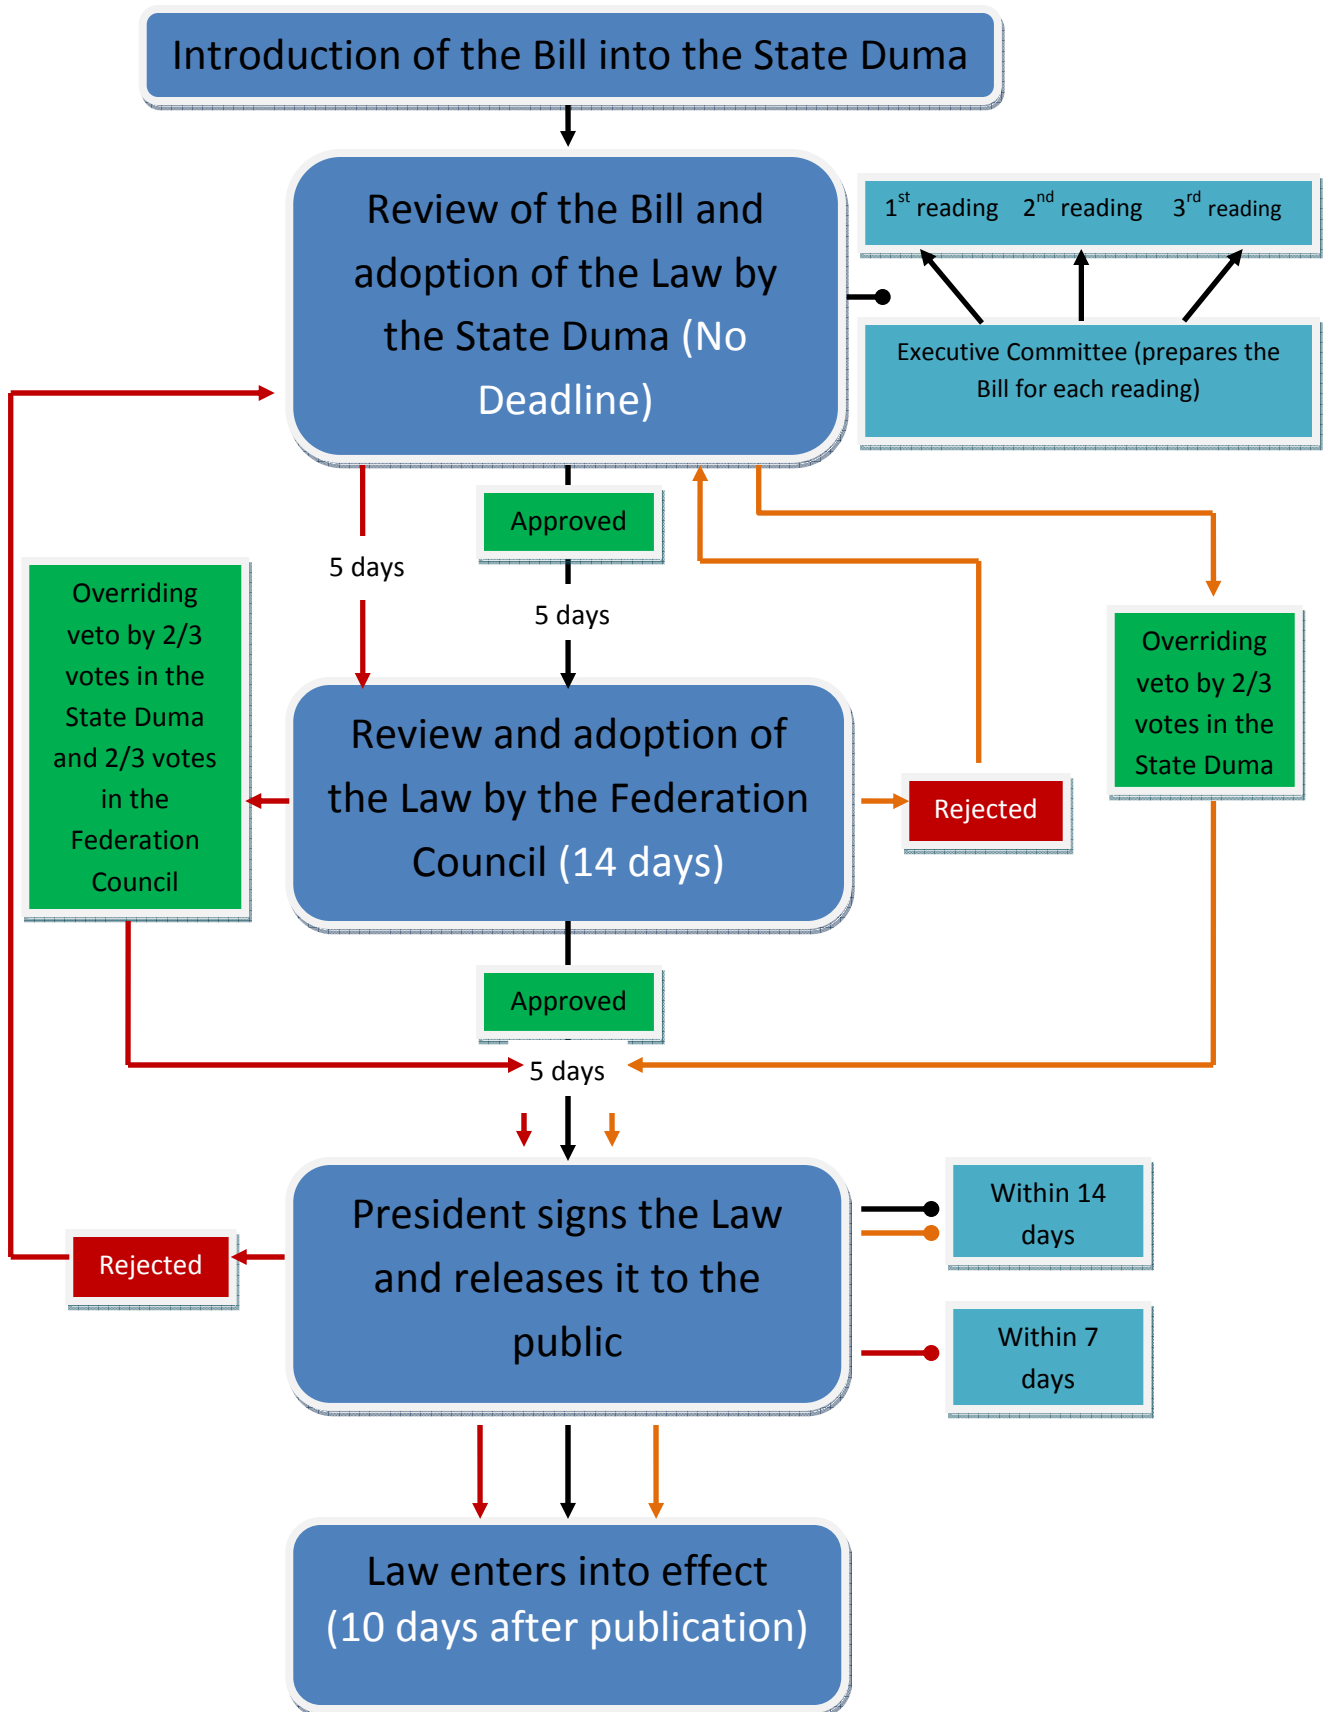 Introduction of the Bill into the State Duma
Review of the Bill and
adoption of the Law by
the State Duma (No
Deadline)
1st reading 2nd reading 3rd reading
Executive Committee (prepares the
Bill for each reading)
Approved
5 days
5 days
Overriding
veto by 2/3
votes in the
State Duma
and 2/3 votes
in the
Federation
Council
Overriding
veto by 2/3
votes in the
State Duma
Review and adoption of
the Law by the Federation
Council (14 days)
Rejected
Approved
5 days
President signs the Law
and releases it to the
public
Within 14
days
Rejected
Within 7
days
Law enters into effect
(10 days after publication)